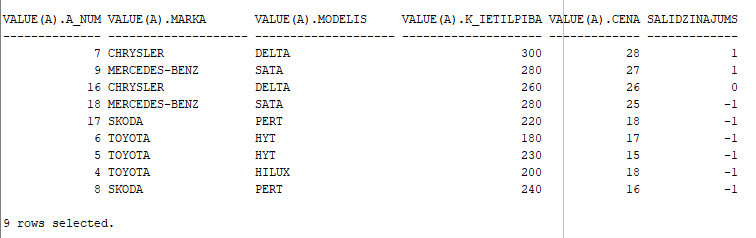 VALUE(A).A_NUM VALUE(A).MARKA VALUE(A).MODELIS VALUE(A).K_IETILPIBA VALUE(A).CENA SALIDZINAJUMS
-------------- -------------------- -------------------- -------------------- ------------- -------------
7 CHRYSLER DELTA 300 28 1
9 MERCEDES-BENZ SATA 280 27 1
16 CHRYSLER DELTA 260 26 0
18 MERCEDES-BENZ SATA 280 25 -1
17 SKODA PERT 220 18 -1
6 TOYOTA HYT 180 17 -1
5 TOYOTA HYT 230 15 -1
4 TOYOTA HILUX 200 18 -1
8 SKODA PERT 240 16 -1
9 rows selected.